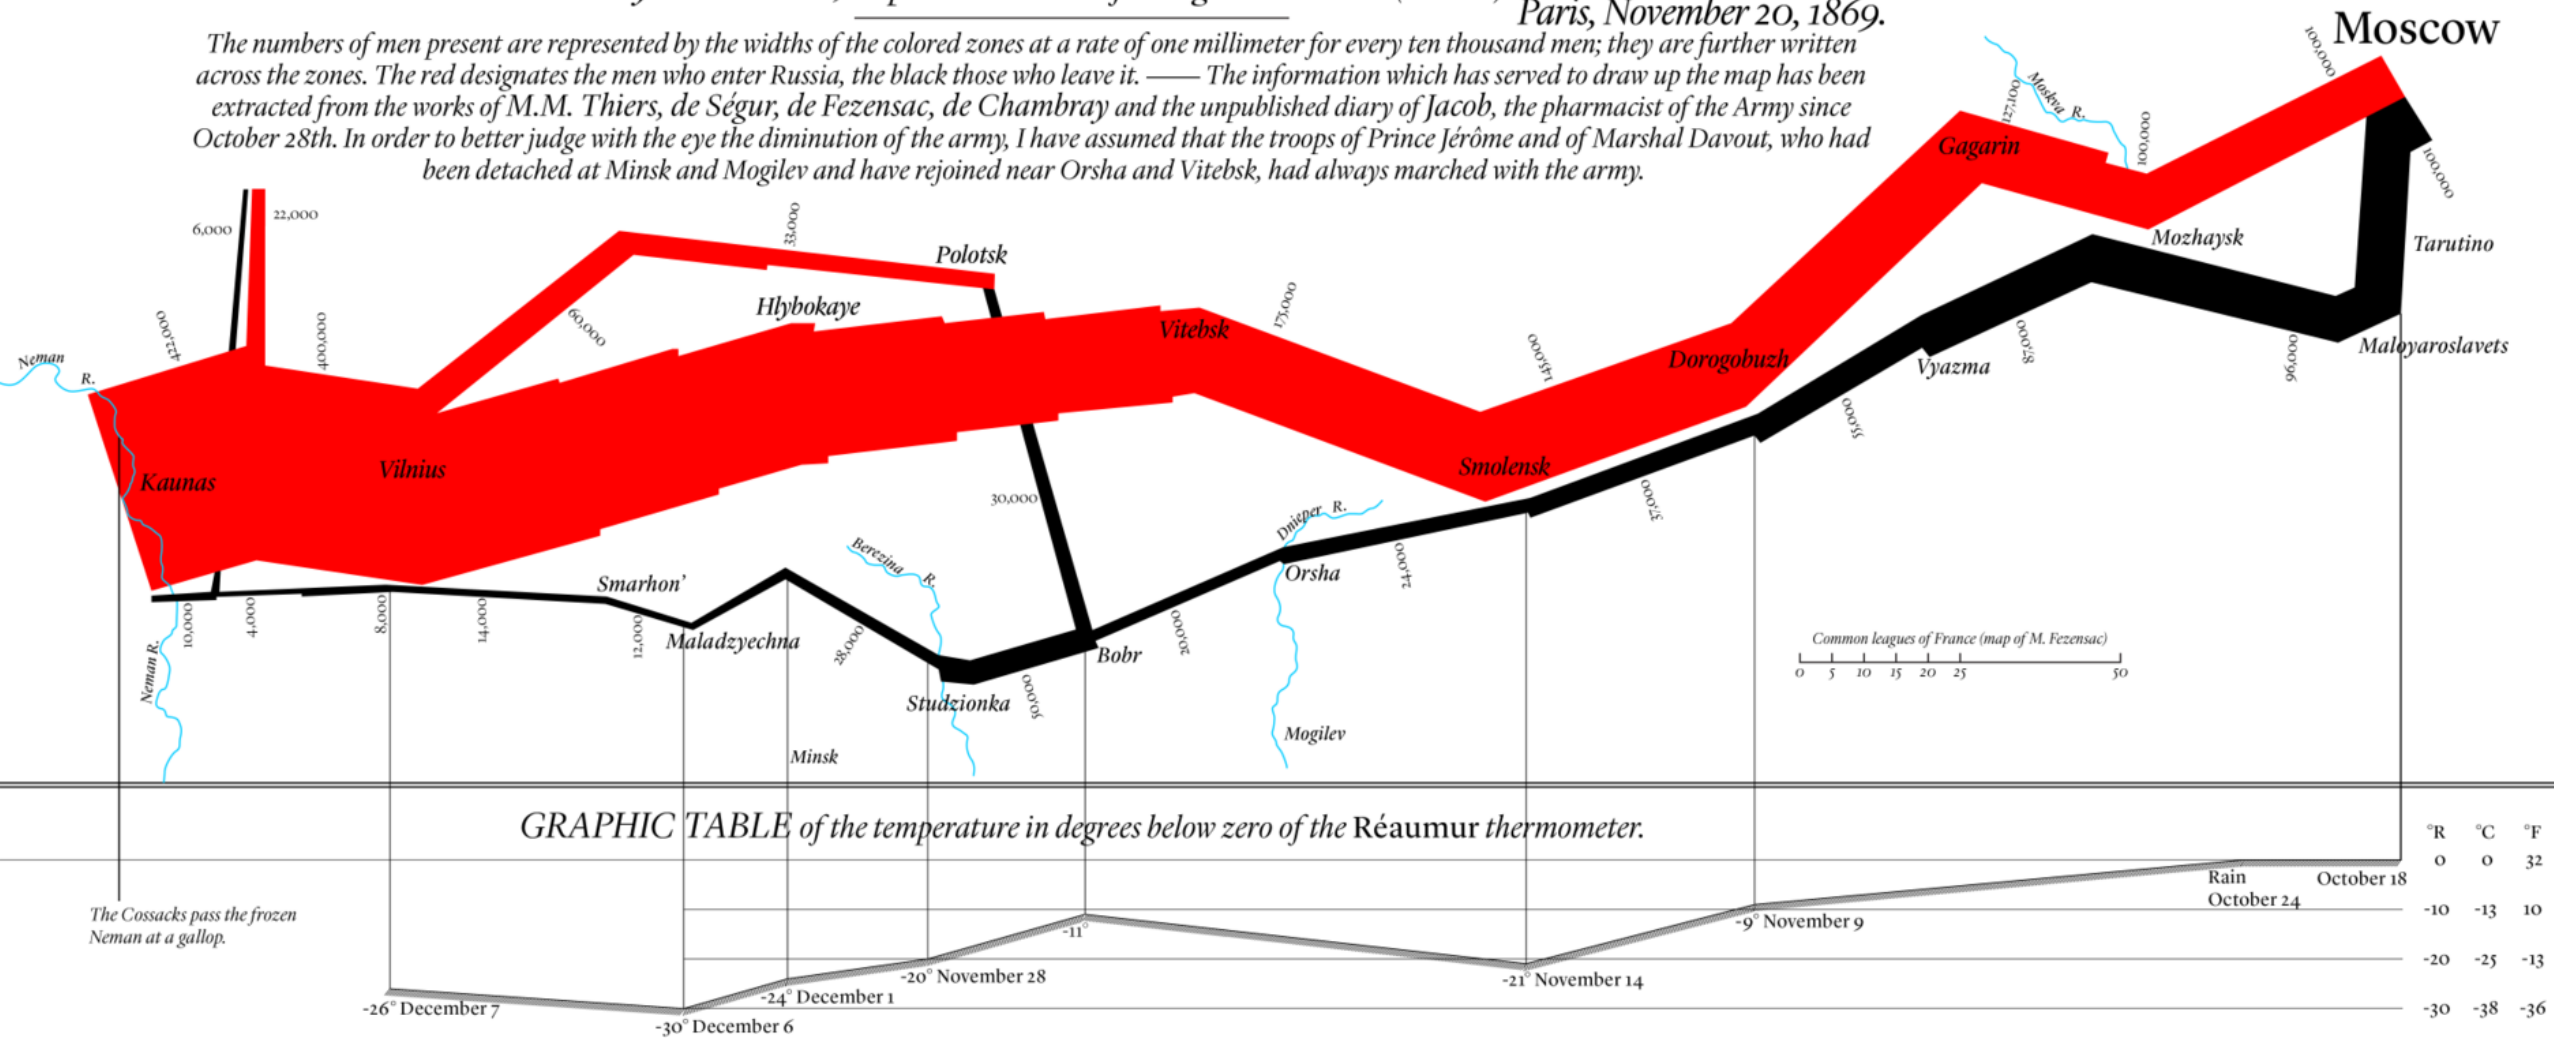 Paris, November 20, 1869.
Moscow
The numbers of men present are represented by the widths of the colored zones at a rate of one millimeter for every ten thousand men; they are further written
across the zones. The red designates the men who enter Russia, the black those who leave it. —— The information which has served to draw up the map has been
extracted from the works of M.M. Thiers, de Ségur, de Fezensac, de Chambray and the unpublished diary of Jacob, the pharmacist of the Army since
October 28th. In order to better judge with the eye the diminution of the army, I have assumed that the troops of Prince Jérôme and of Marshal Davout, who had
been detached at Minsk and Mogilev and have rejoined near Orsha and Vitebsk, had always marched with the army.
100,000
Moskva R.
127,100
100,000
Gagarin
100,000
6,000
22,000
33,000
Polotsk
Mozhaysk
Tarutino
Hlybokaye
422,000
400,000
60,000
Vitebsk
175,000
145,000
Dorogobuzh
Vyazma
87,000
96,000
Maloyaroslavets
Neman
R.
Kaunas
Vilnius
Smolensk
55,000
37,000
30,000
Dnieper R.
Berezina R.
Orsha
24,000
Smarhon’
10,000
4,000
8,000
14,000
12,000
Maladzyechna
28,000
Bobr
20,000
Neman R.
Studzionka
50,000
Mogilev
Minsk
Common leagues of France (map of M. Fezensac)
0 5 10 15 20 25 50
GRAPHIC TABLE of the temperature in degrees below zero of the Réaumur thermometer.
°R °C °F
0 0 32
Rain
October 24
October 18
-10 -13 10
The Cossacks pass the frozen
Neman at a gallop.
-9° November 9
-11°
-20 -25 -13
-20° November 28
-21° November 14
-24° December 1
-26° December 7
-30 -38 -36
-30° December 6